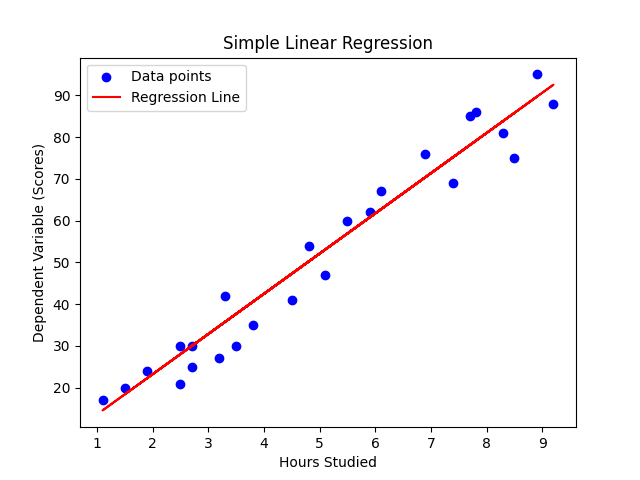 Simple Linear Regression
Data points
Regression Line
90
80
70
60
50
40
30
20
Dependent Variable (Scores)
1 2 3 4 5 6 7 8 9
Hours Studied